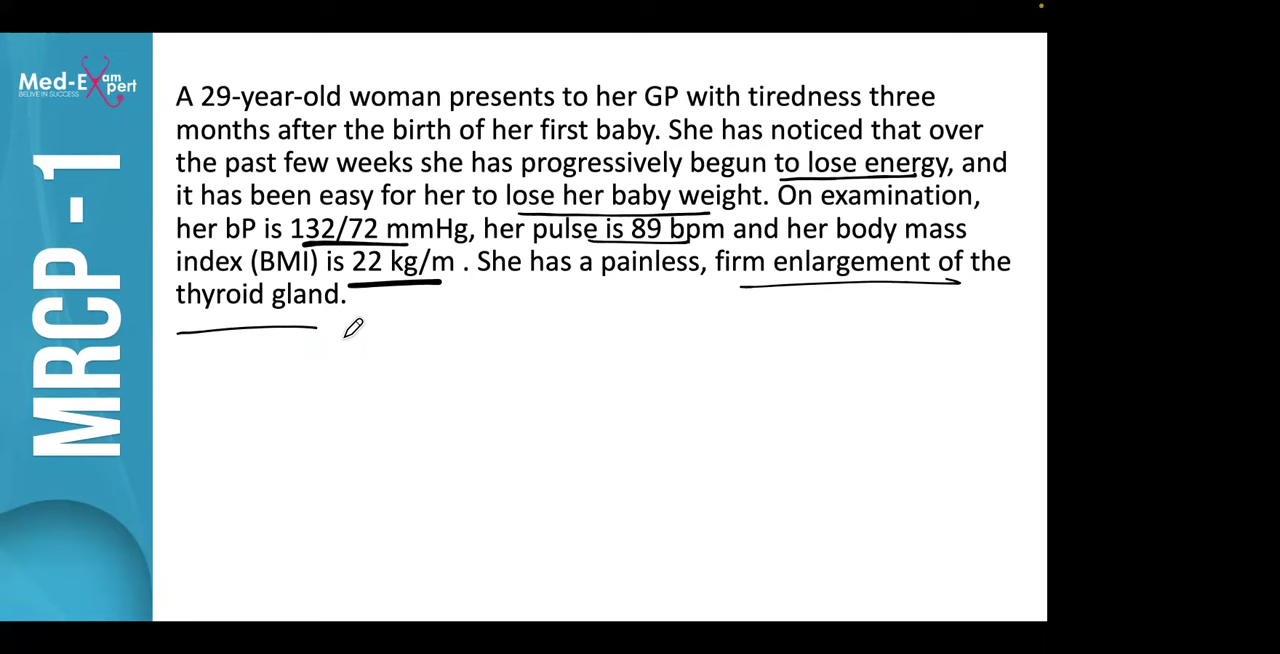 Med-Exam
pert
BELIVE IN SUCCESS
MRCP - 1
A 29-year-old woman presents to her GP with tiredness three
months after the birth of her first baby. She has noticed that over
the past few weeks she has progressively begun to lose energy, and
it has been easy for her to lose her baby weight. On examination,
her bP is 132/72 mmHg, her pulse is 89 bpm and her body mass
index (BMI) is 22 kg/m . She has a painless, firm enlargement of the
thyroid gland.